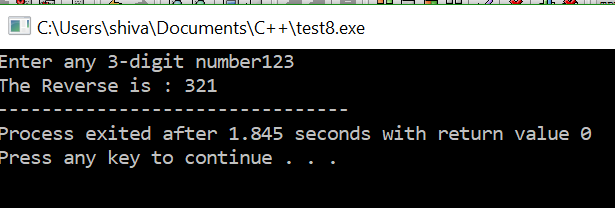 C:\Users\shiva\Documents\C++\test8.exe
Enter any 3-digit number123
The Reverse is : 321
--------------------------------
Process exited after 1.845 seconds with return value 0
Press any key to continue . . .